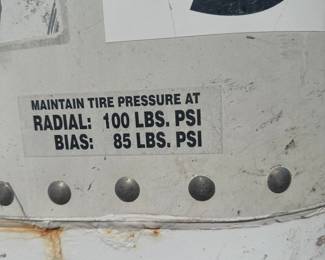 MAINTAIN TIRE PRESSURE AT
RADIAL: 100 LBS. PSI
BIAS: 85 LBS. PSI